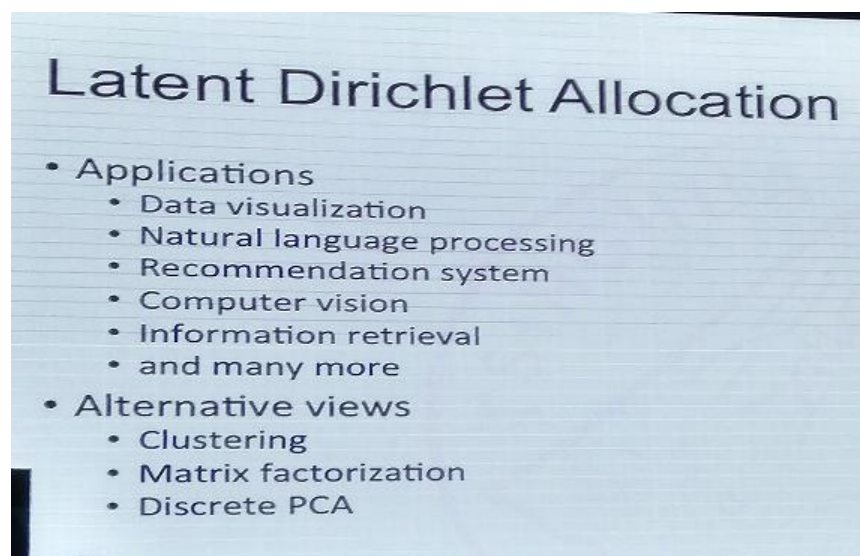 Latent Dirichlet Allocation
• Applications
• Data visualization
• Natural language processing
• Recommendation system
• Computer vision
• Information retrieval
• and many more
• Alternative views
• Clustering
• Matrix factorization
• Discrete PCA